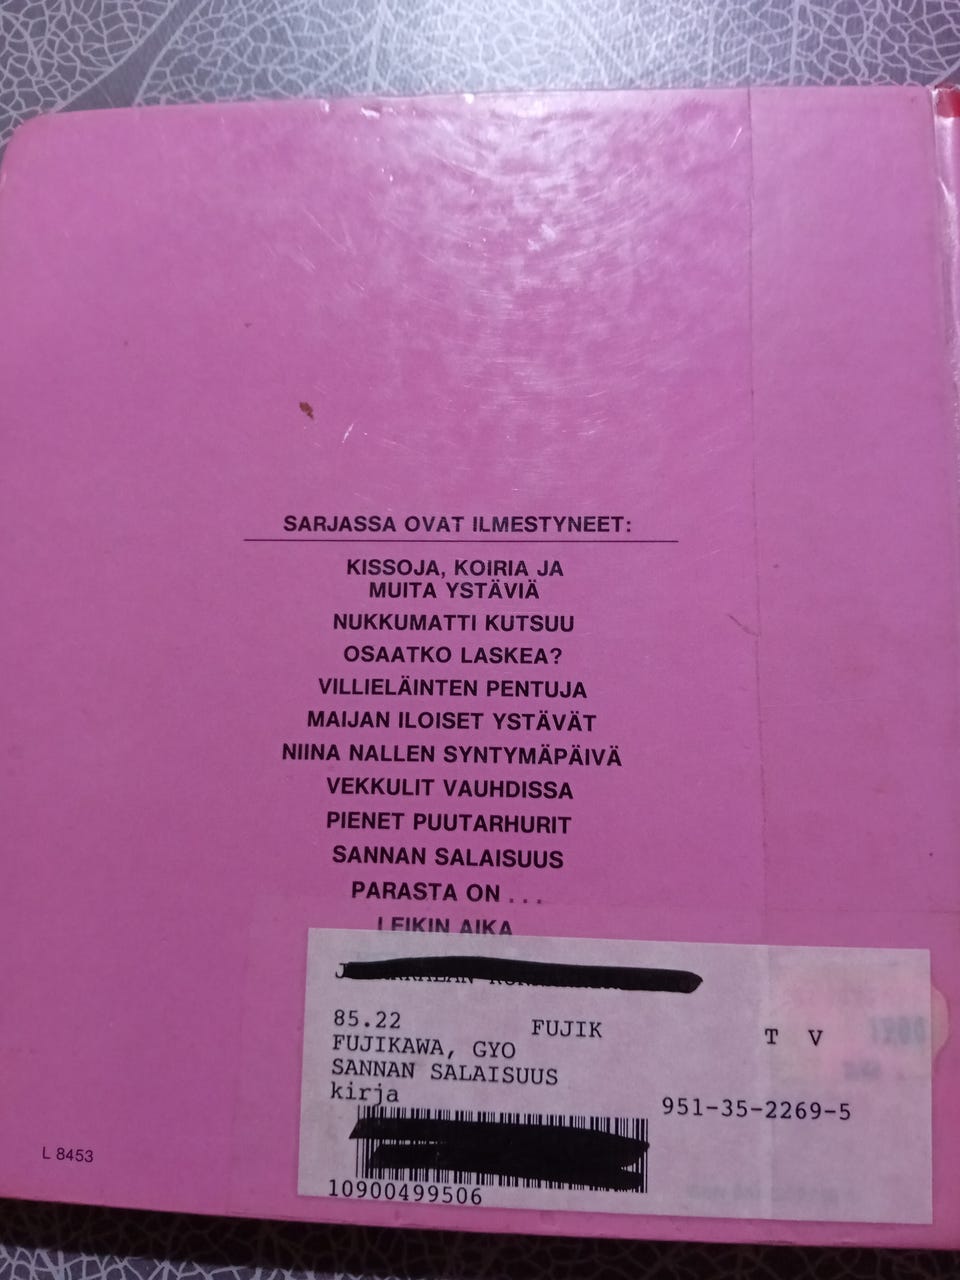 SARJASSA OVAT ILMESTYNEET:
KISSOJA, KOIRIA JA
MUITA YSTÄVIÄ
NUKKUMATTI KUTSUU
OSAATKO LASKEA?
VILLIELÄINTEN PENTUJA
MAIJAN ILOISET YSTÄVÄT
NIINA NALLEN SYNTYMÄPÄIVÄ
VEKKULIT VAUHDISSA
PIENET PUUTARHURIT
SANNAN SALAISUUS
PARASTA ON ...
LEIKIN AIKA
85.22 FUJIK T V
FUJIKAWA, GYO
SANNAN SALAISUUS
kirja 951-35-2269-5
10900499506
L 8453